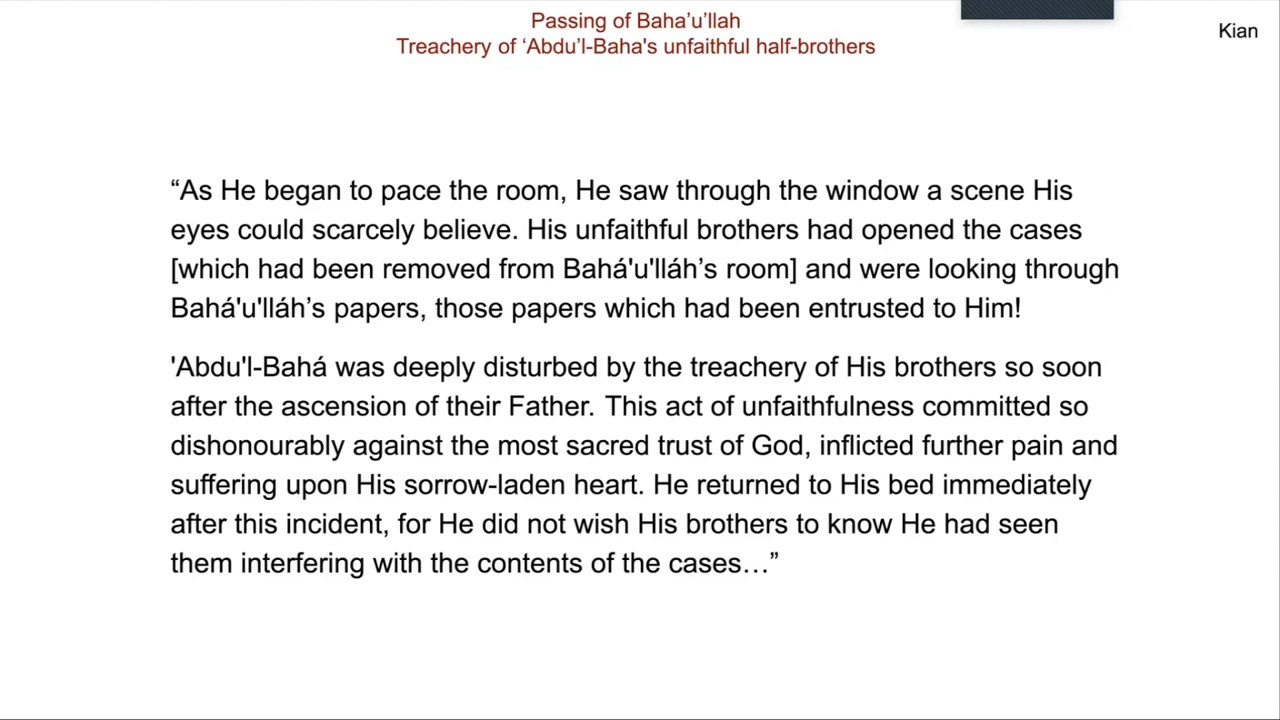 Passing of Baha’u’llah
Treachery of ‘Abdu’l-Baha's unfaithful half-brothers
Kian
“As He began to pace the room, He saw through the window a scene His
eyes could scarcely believe. His unfaithful brothers had opened the cases
[which had been removed from Bahá'u'lláh’s room] and were looking through
Bahá'u'lláh’s papers, those papers which had been entrusted to Him!
'Abdu'l-Bahá was deeply disturbed by the treachery of His brothers so soon
after the ascension of their Father. This act of unfaithfulness committed so
dishonourably against the most sacred trust of God, inflicted further pain and
suffering upon His sorrow-laden heart. He returned to His bed immediately
after this incident, for He did not wish His brothers to know He had seen
them interfering with the contents of the cases…”